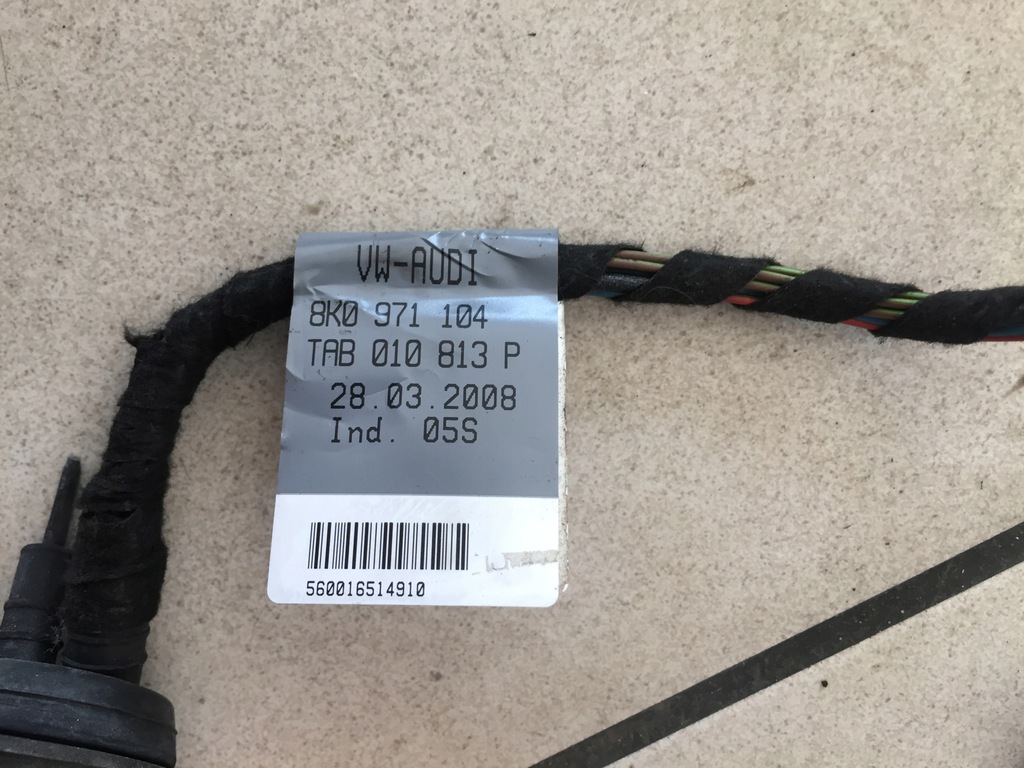 VW-AUDI
8K0 971 104
TAB 010 813 P
28.03.2008
Ind. 05S
560016514910